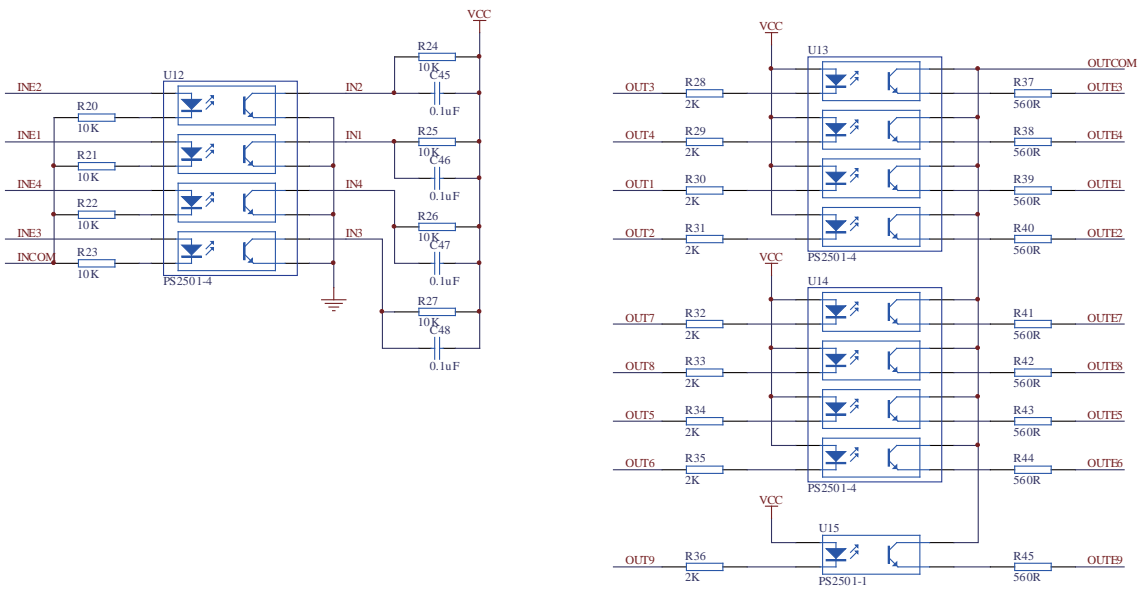 VCC
R24
10K
C45
0.1uF
U12
INE2
IN2
R20
10K
INE1
IN1
R25
10K
C46
0.1uF
R21
10K
INE4
IN4
R22
10K
R26
10K
C47
0.1uF
INE3
IN3
INCOM
R23
10K
PS2501-4
R27
10K
C48
0.1uF
VCC
U13
OUTCOM
OUT3
R28
2K
R37
560R
OUTE3
OUT4
R29
2K
R38
560R
OUTE4
OUT1
R30
2K
R39
560R
OUTE1
OUT2
R31
2K
R40
560R
OUTE2
PS2501-4
VCC
U14
OUT7
R32
2K
R41
560R
OUTE7
OUT8
R33
2K
R42
560R
OUTE8
OUT5
R34
2K
R43
560R
OUTE5
OUT6
R35
2K
R44
560R
OUTE6
PS2501-4
VCC
U15
OUT9
R36
2K
R45
560R
OUTE9
PS2501-1